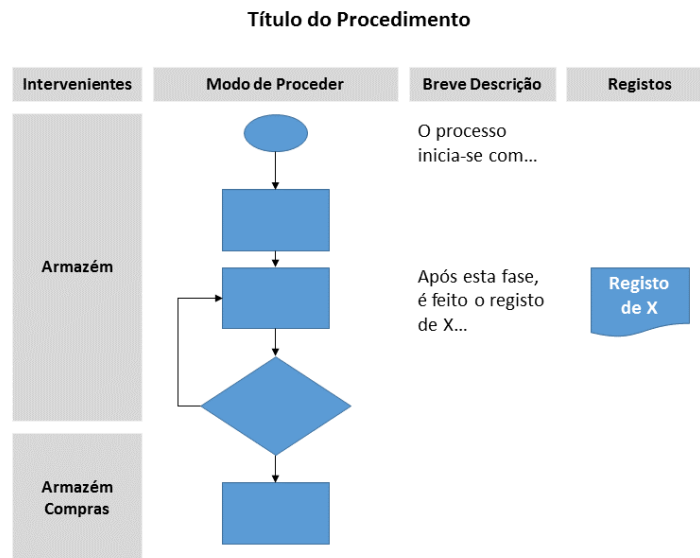 Título do Procedimento
Intervenientes
Modo de Proceder
Breve Descrição
Registos
O processo
inicia-se com...
Armazém
Após esta fase,
é feito o registo
de X...
Registo
de X
Armazém
Compras